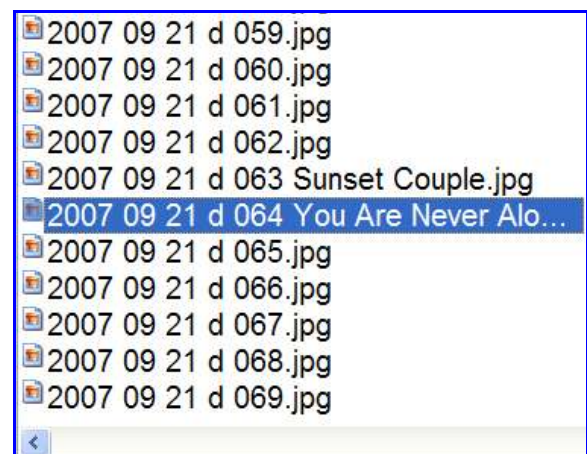 2007 09 21 d 059.jpg
2007 09 21 d 060.jpg
2007 09 21 d 061.jpg
2007 09 21 d 062.jpg
2007 09 21 d 063 Sunset Couple.jpg
2007 09 21 d 064 You Are Never Alo...
2007 09 21 d 065.jpg
2007 09 21 d 066.jpg
2007 09 21 d 067.jpg
2007 09 21 d 068.jpg
2007 09 21 d 069.jpg